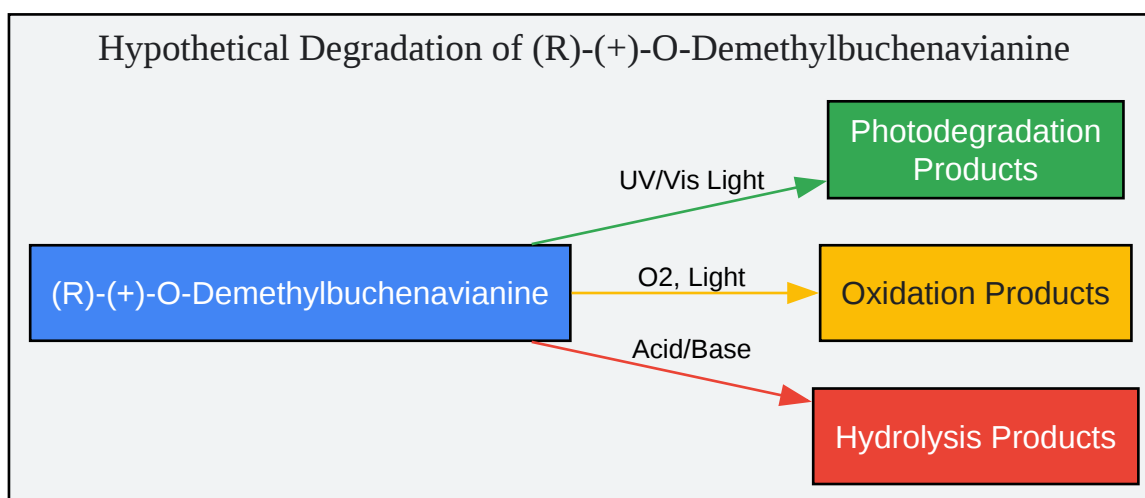 Hypothetical Degradation of (R)-(+)-O-Demethylbuchenavianine
Photodegradation
Products
UV/Vis Light
(R)-(+)-O-Demethylbuchenavianine
O2, Light
Oxidation Products
Acid/Base
Hydrolysis Products